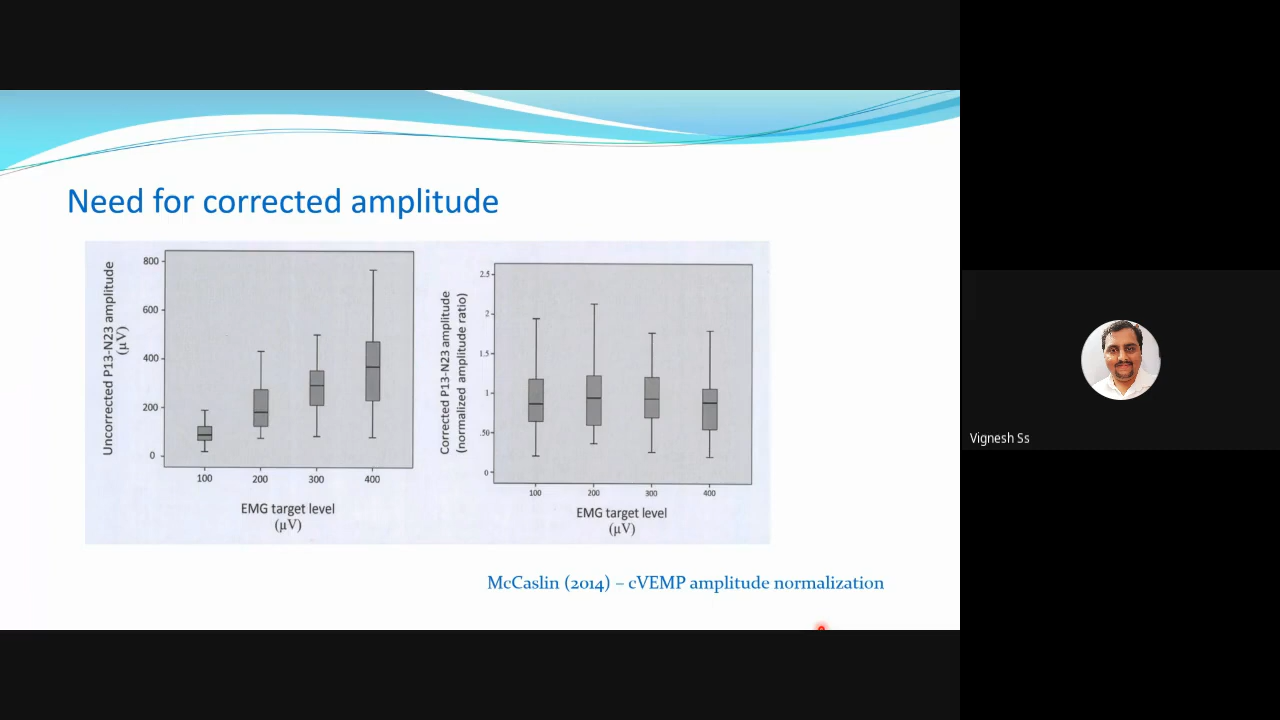 Need for corrected amplitude
Uncorrected P13-N23 amplitude
(µV)
800
600
400
200
0
100 200 300 400
EMG target level
(µV)
Corrected P13-N23 amplitude
(normalized amplitude ratio)
2.5
2
1.5
1
.50
0
100 200 300 400
EMG target level
(µV)
McCaslin (2014) – cVEMP amplitude normalization
Vignesh Ss